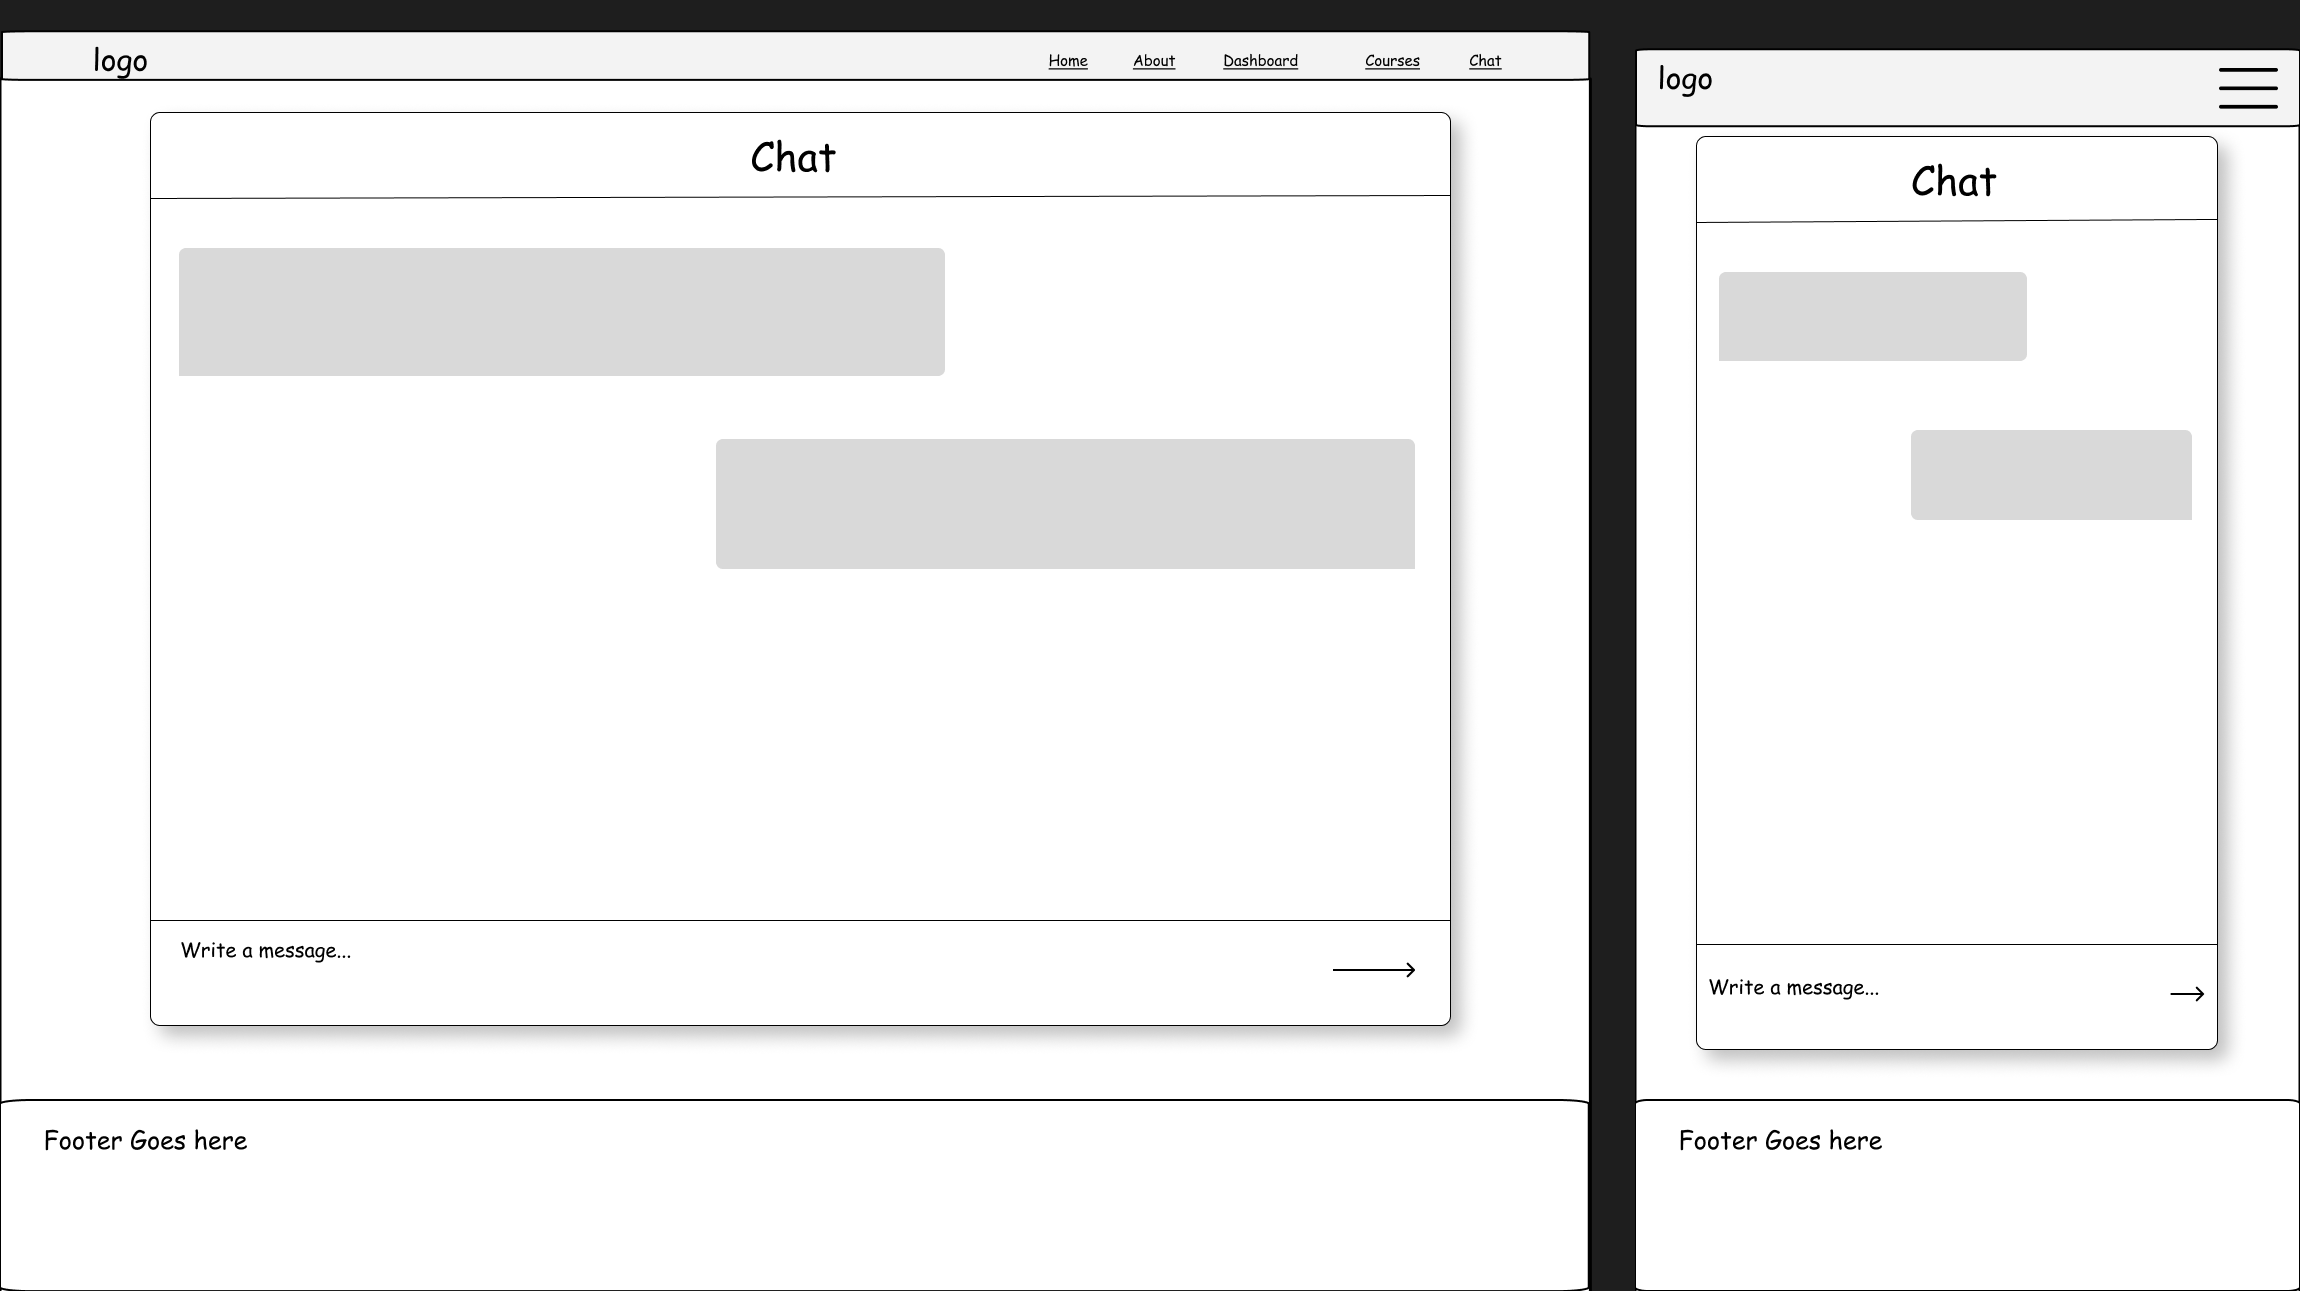 logo
Home About Dashboard Courses Chat
Chat
Write a message...
Footer Goes here
logo
Chat
Write a message...
Footer Goes here